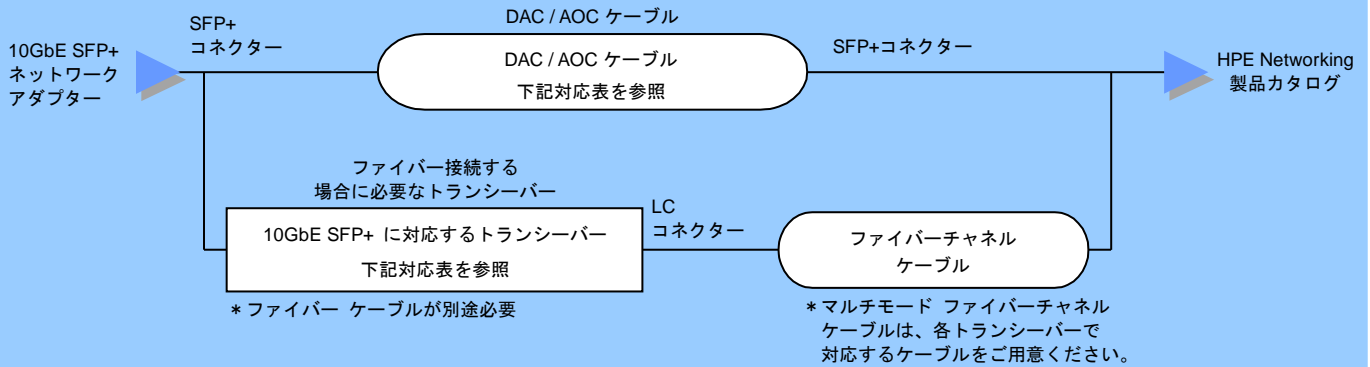 DAC / AOC ケーブル
SFP+
コネクター
10GbE SFP+
ネットワーク
アダプター
DAC / AOC ケーブル
下記対応表を参照
SFP+コネクター
HPE Networking
製品カタログ
ファイバー接続する
場合に必要なトランシーバー
10GbE SFP+ に対応するトランシーバー
下記対応表を参照
LC
コネクター
ファイバーチャネル
ケーブル
* ファイバー ケーブルが別途必要
* マルチモード ファイバーチャネル
ケーブルは、各トランシーバーで
対応するケーブルをご用意ください。